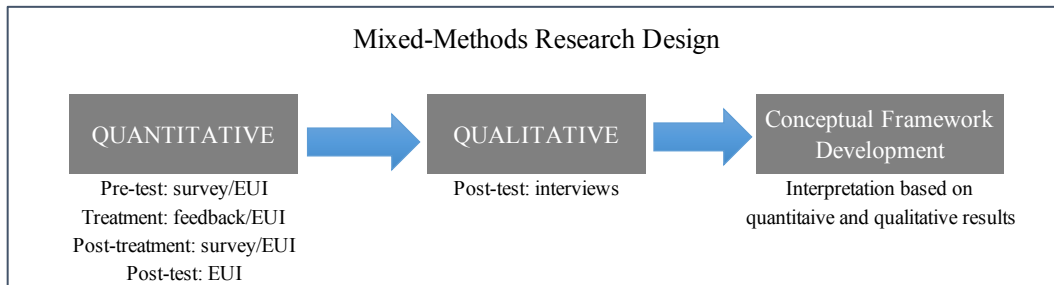 Mixed-Methods Research Design
QUANTITATIVE
Pre-test: survey/EUI
Treatment: feedback/EUI
Post-treatment: survey/EUI
Post-test: EUI
QUALITATIVE
Post-test: interviews
Conceptual Framework
Development
Interpretation based on
quantitaive and qualitative results